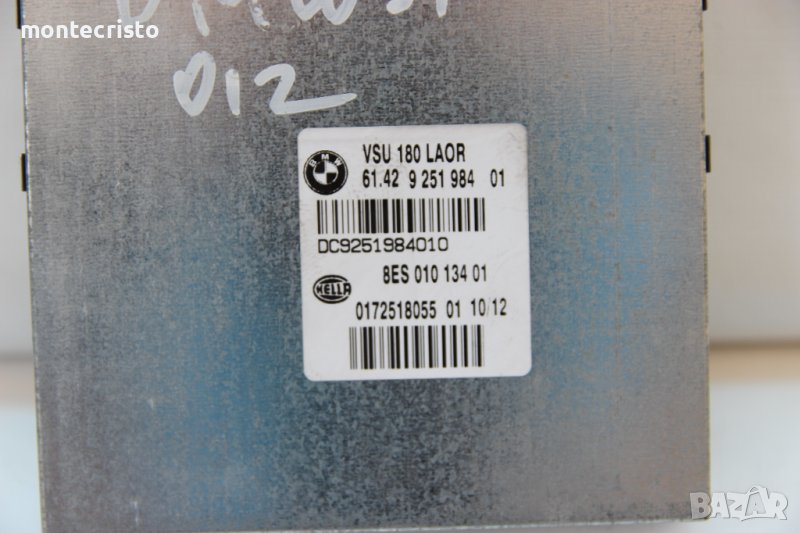 montecristo
012
BMW
VSU 180 LAOR
61.42 9 251 984 01
DC9251984010
8ES 010 134 01
HELLA
0172518055 01 10/12
BAZAR